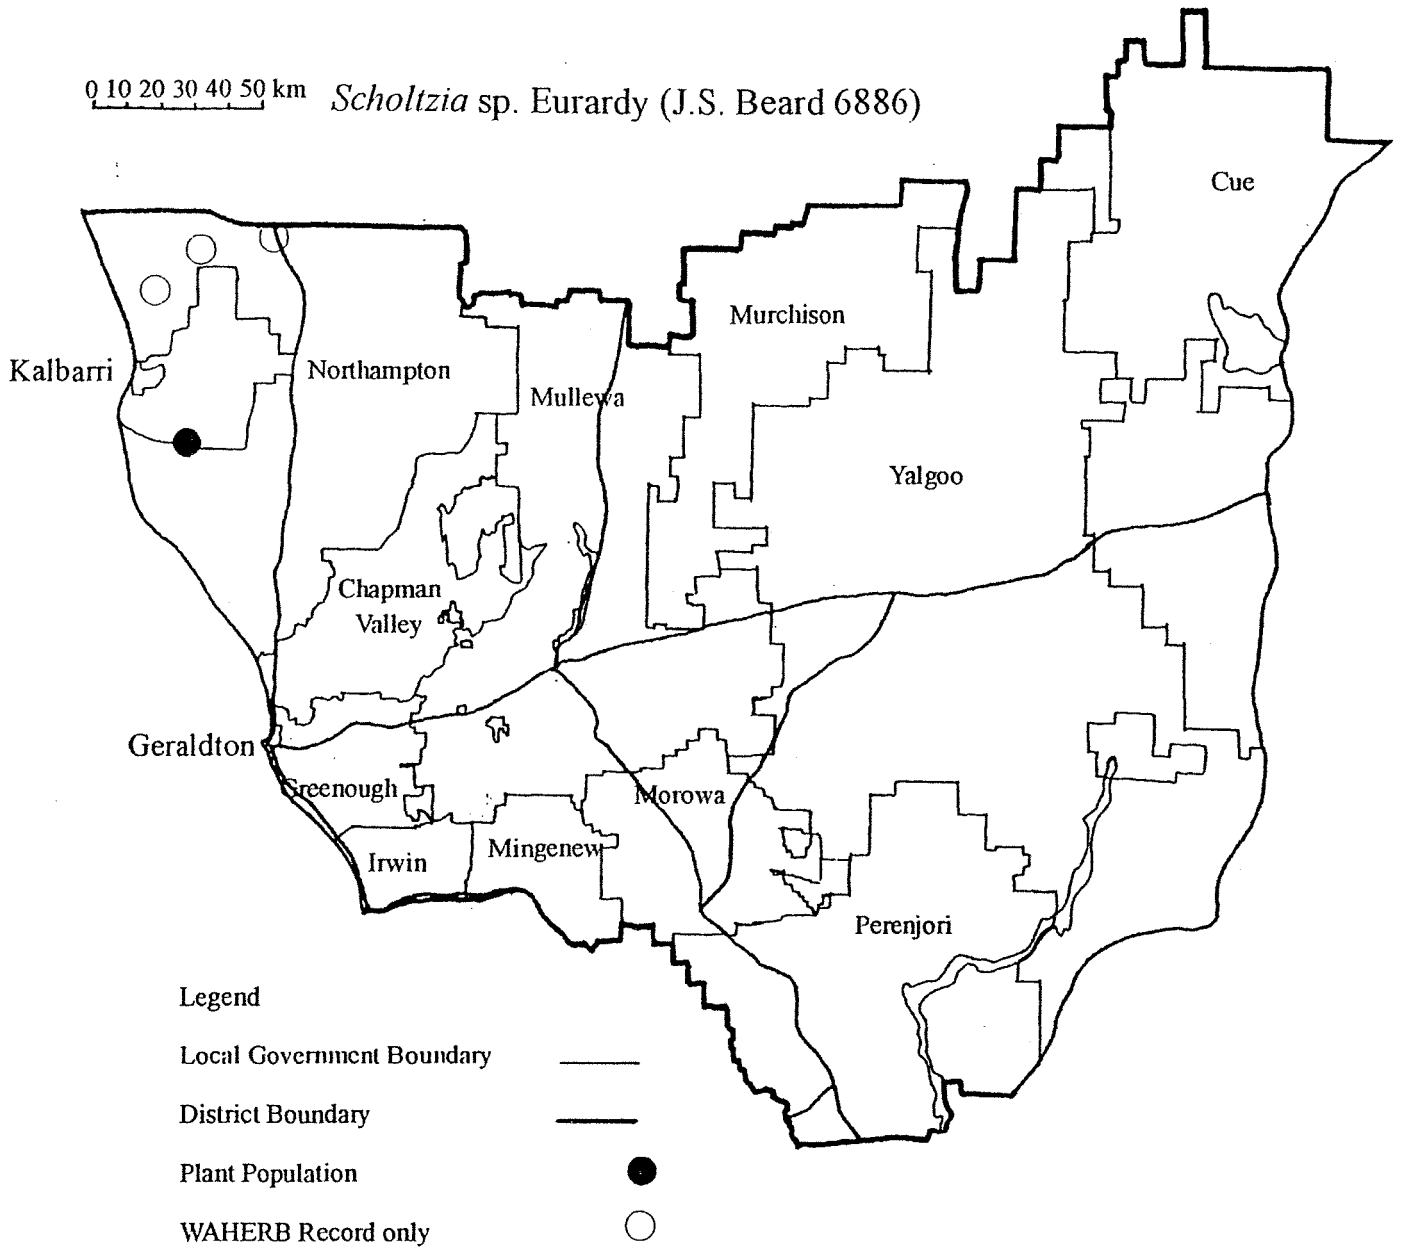 0 10 20 30 40 50 km
Scholtzia sp. Eurardy (J.S. Beard 6886)
Cue
Murchison
Kalbarri
Northampton
Mullewa
Yalgoo
Chapman
Valley
Geraldton
Greenough
Morowa
Irwin
Mingenew
Perenjori
Legend
Local Government Boundary
District Boundary
Plant Population
WAHERB Record only